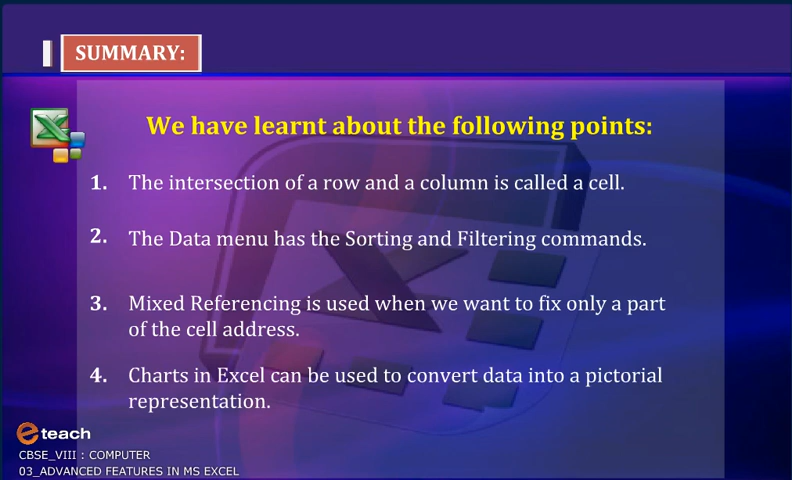 SUMMARY:
We have learnt about the following points:
1. The intersection of a row and a column is called a cell.
2. The Data menu has the Sorting and Filtering commands.
3. Mixed Referencing is used when we want to fix only a part
of the cell address.
4. Charts in Excel can be used to convert data into a pictorial
representation.
e teach
CBSE_VIII : COMPUTER
03_ADVANCED FEATURES IN MS EXCEL